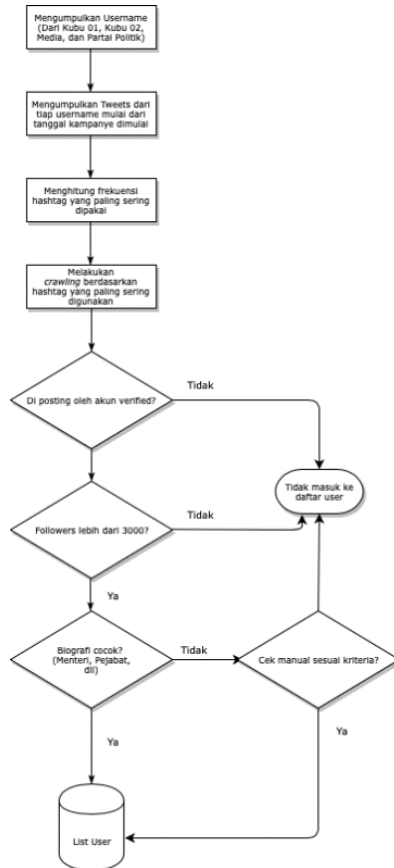 Mengumpulkan Username
(Dari Kubu 01, Kubu 02,
Media, dan Partai Politik)
Mengumpulkan Tweets dari
tiap username mulai dari
tanggal kampanye dimulai
Menghitung frekuensi
hashtag yang paling sering
dipakai
Melakukan
crawling berdasarkan
hashtag yang paling sering
digunakan
Di posting oleh akun verified?
Tidak
Tidak masuk ke
daftar user
Followers lebih dari 3000?
Tidak
Ya
Biografi cocok?
(Menteri, Pejabat,
dll)
Tidak
Cek manual sesuai kriteria?
Ya
Ya
List User